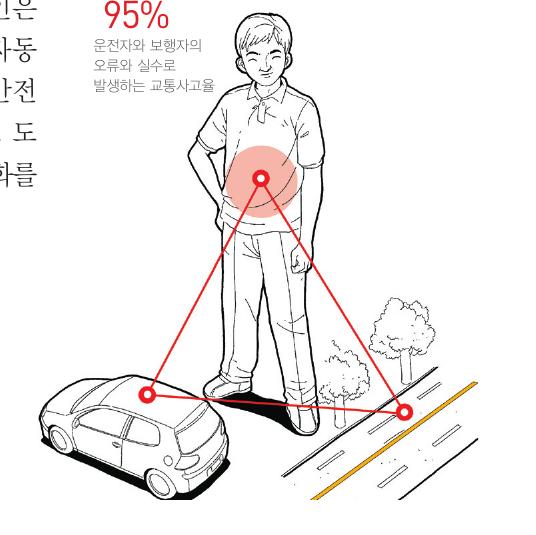 인은
자동
안전
도
화를
95%
운전자와 보행자의
오류와 실수로
발생하는 교통사고율